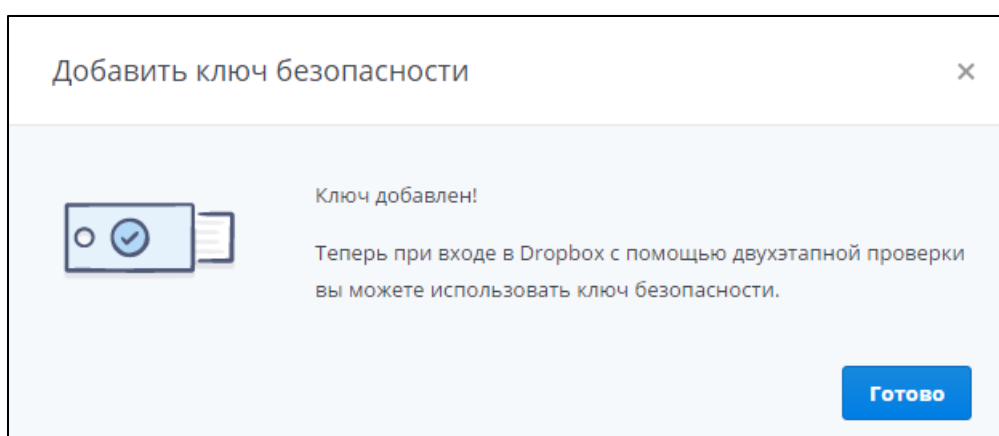 Добавить ключ безопасности
Ключ добавлен!
Теперь при входе в Dropbox с помощью двухэтапной проверки
вы можете использовать ключ безопасности.
Готово